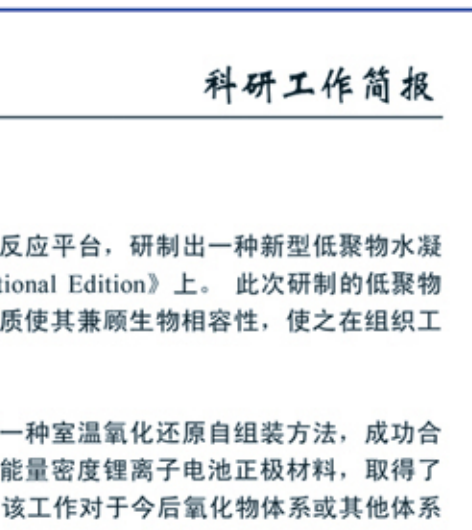 科研工作简报
反应平台，研制出一种新型低聚物水凝
tional Edition》上。 此次研制的低聚物
质使其兼顾生物相容性，使之在组织工
一种室温氧化还原自组装方法，成功合
能量密度锂离子电池正极材料，取得了
该工作对于今后氧化物体系或其他体系